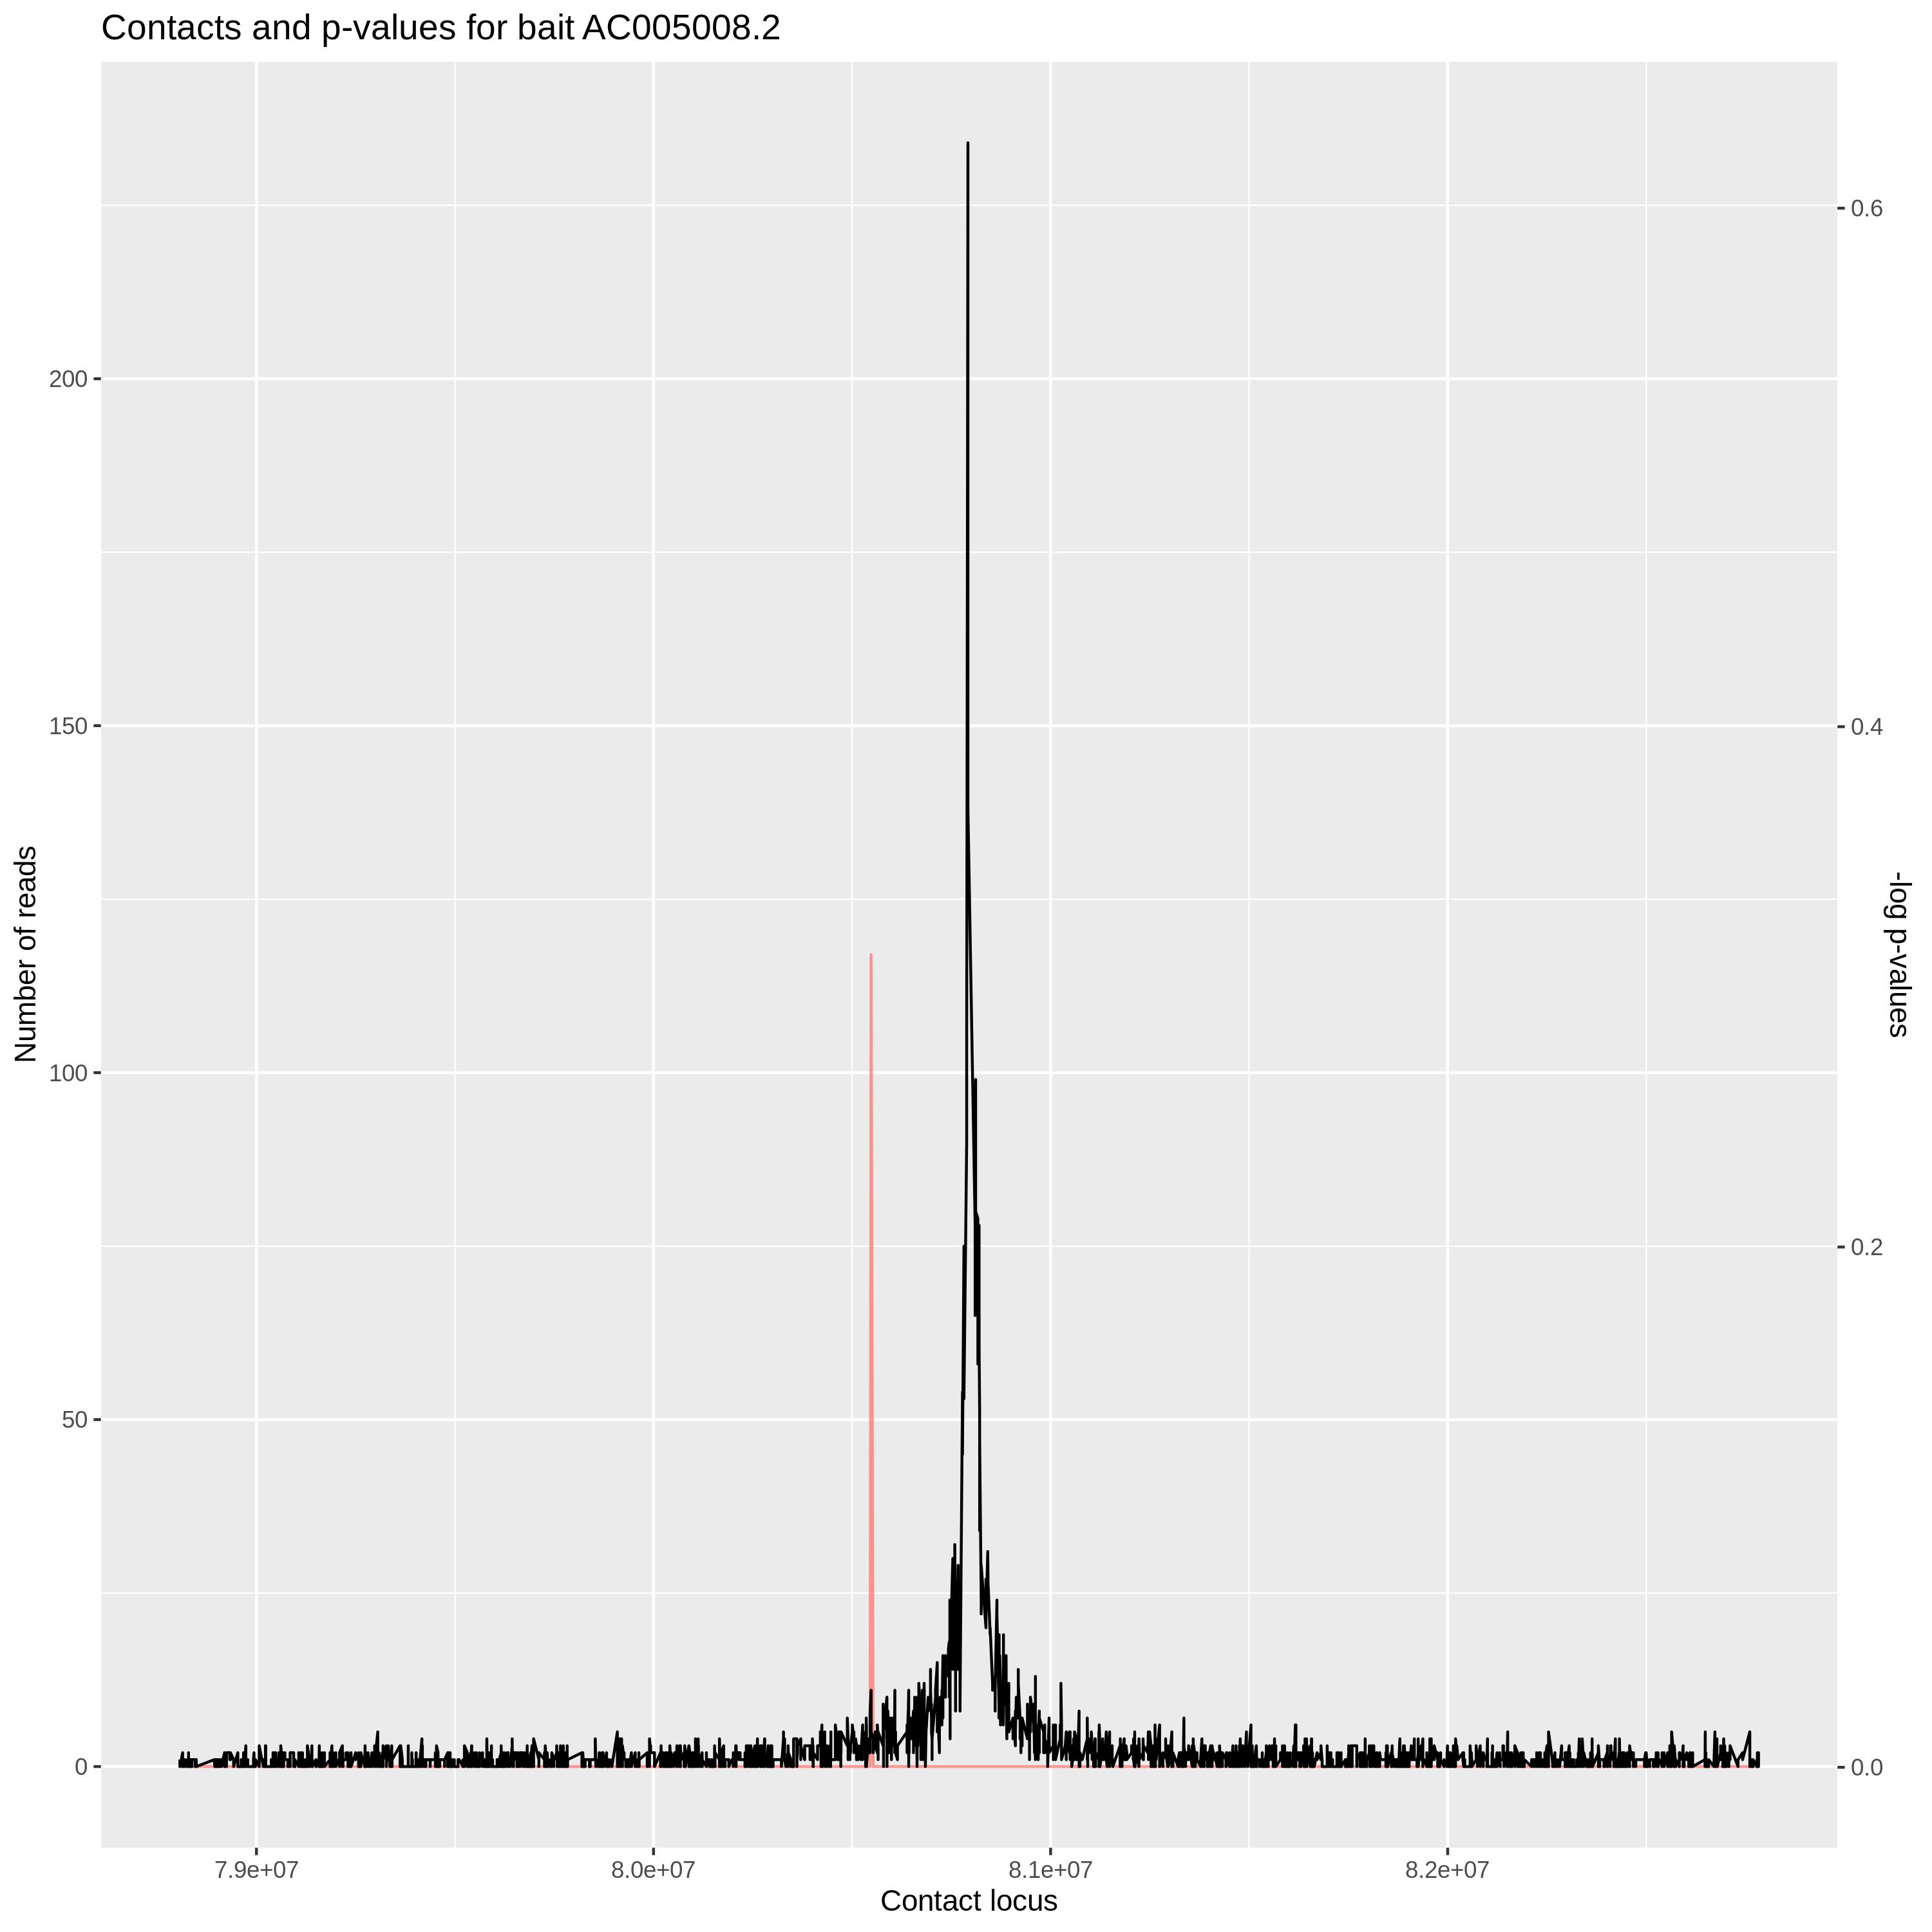 Contacts and p-values for bait AC005008.2
Number of reads
200
150
100
50
0
0.6
0.4
0.2
0.0
-log p-values
7.9e+07
8.0e+07
8.1e+07
8.2e+07
Contact locus